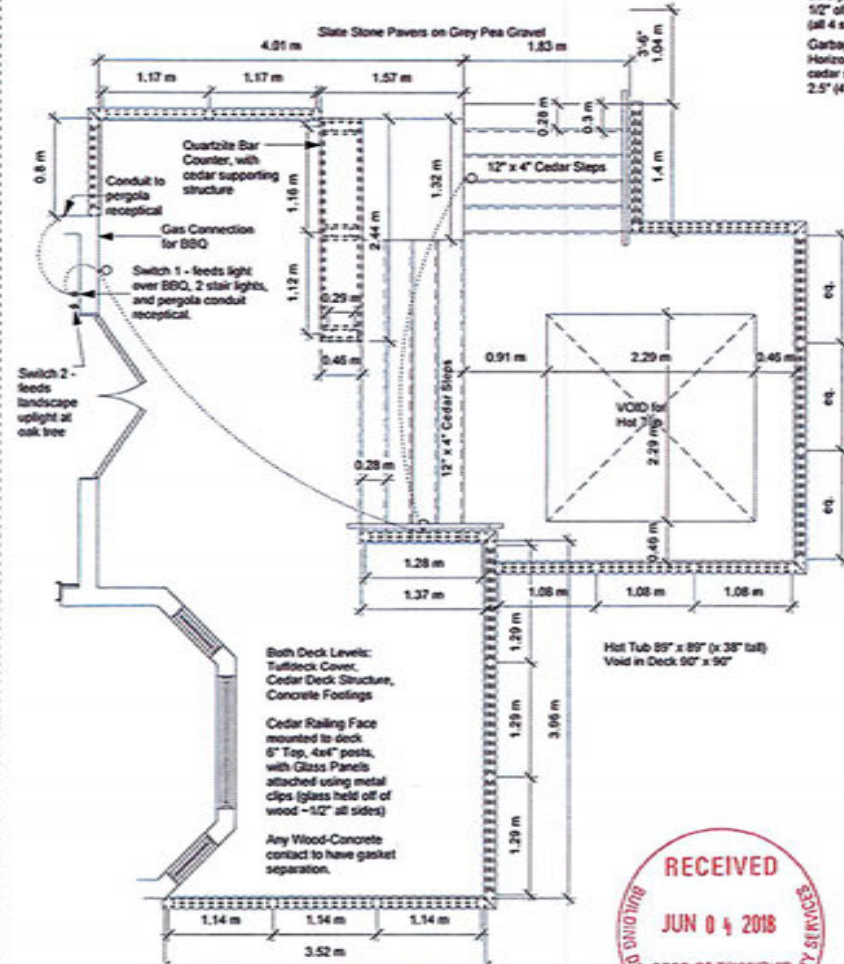 1/2" of
(all 4 s
Garba
Horizo
cedar
2.5" (4
Slate Stone Pavers on Grey Pea Gravel
4.01 m
1.83 m
3'6"
1.04 m
1.17 m
1.17 m
1.57 m
0.28 m
0.3 m
0.8 m
Quartzite Bar
Counter, with
cedar supporting
structure
1.16 m
1.32 m
12" x 4" Cedar Steps
1.4 m
Conduit to
pergola
receptical
2.44 m
Gas Connection
for BBQ
Switch 1 - feeds light
over BBQ, 2 stair lights,
and pergola conduit
receptical.
1.12 m
0.29 m
0.46 m
eq.
0.91 m
2.29 m
0.46 m
Switch 2 -
feeds
landscape
uplight at
oak tree
12" x 4" Cedar Steps
VOID for
Hot
2.29 m
eq.
0.28 m
eq.
0.46 m
1.28 m
1.37 m
1.08 m
1.08 m
1.08 m
Hot Tub 89" x 89" (x 38" tall)
Void in Deck 90" x 90"
Both Deck Levels:
Tufdeck Cover,
Cedar Deck Structure,
Concrete Footings
Cedar Railing Face
mounted to deck
6" Top, 4x4" posts,
with Glass Panels
attached using metal
clips (glass held off of
wood ~1/2" all sides)
Any Wood-Concrete
contact to have gasket
separation.
1.29 m
1.29 m
3.96 m
1.29 m
1.14 m
1.14 m
1.14 m
3.52 m
RECEIVED
JUN 04 2018
BUILDING
SERVICES